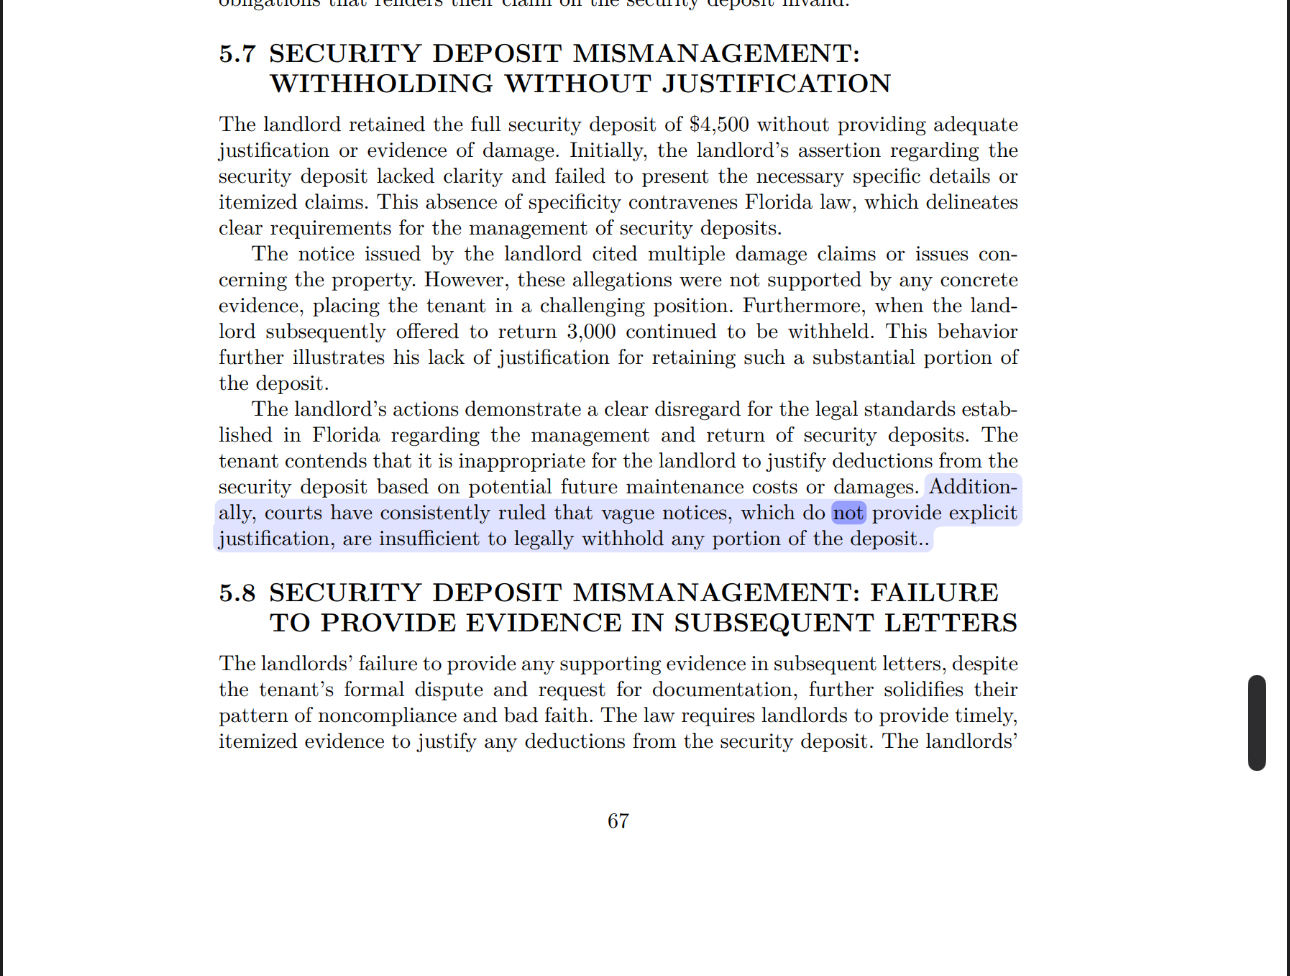 obligations that renders their claim on the security deposit invalid.
5.7 SECURITY DEPOSIT MISMANAGEMENT:
WITHHOLDING WITHOUT JUSTIFICATION
The landlord retained the full security deposit of $4,500 without providing adequate
justification or evidence of damage. Initially, the landlord's assertion regarding the
security deposit lacked clarity and failed to present the necessary specific details or
itemized claims. This absence of specificity contravenes Florida law, which delineates
clear requirements for the management of security deposits.
The notice issued by the landlord cited multiple damage claims or issues con-
cerning the property. However, these allegations were not supported by any concrete
evidence, placing the tenant in a challenging position. Furthermore, when the land-
lord subsequently offered to return 3,000 continued to be withheld. This behavior
further illustrates his lack of justification for retaining such a substantial portion of
the deposit.
The landlord's actions demonstrate a clear disregard for the legal standards estab-
lished in Florida regarding the management and return of security deposits. The
tenant contends that it is inappropriate for the landlord to justify deductions from the
security deposit based on potential future maintenance costs or damages. Addition-
ally, courts have consistently ruled that vague notices, which do not provide explicit
justification, are insufficient to legally withhold any portion of the deposit..
5.8 SECURITY DEPOSIT MISMANAGEMENT: FAILURE
TO PROVIDE EVIDENCE IN SUBSEQUENT LETTERS
The landlords' failure to provide any supporting evidence in subsequent letters, despite
the tenant's formal dispute and request for documentation, further solidifies their
pattern of noncompliance and bad faith. The law requires landlords to provide timely,
itemized evidence to justify any deductions from the security deposit. The landlords'
67